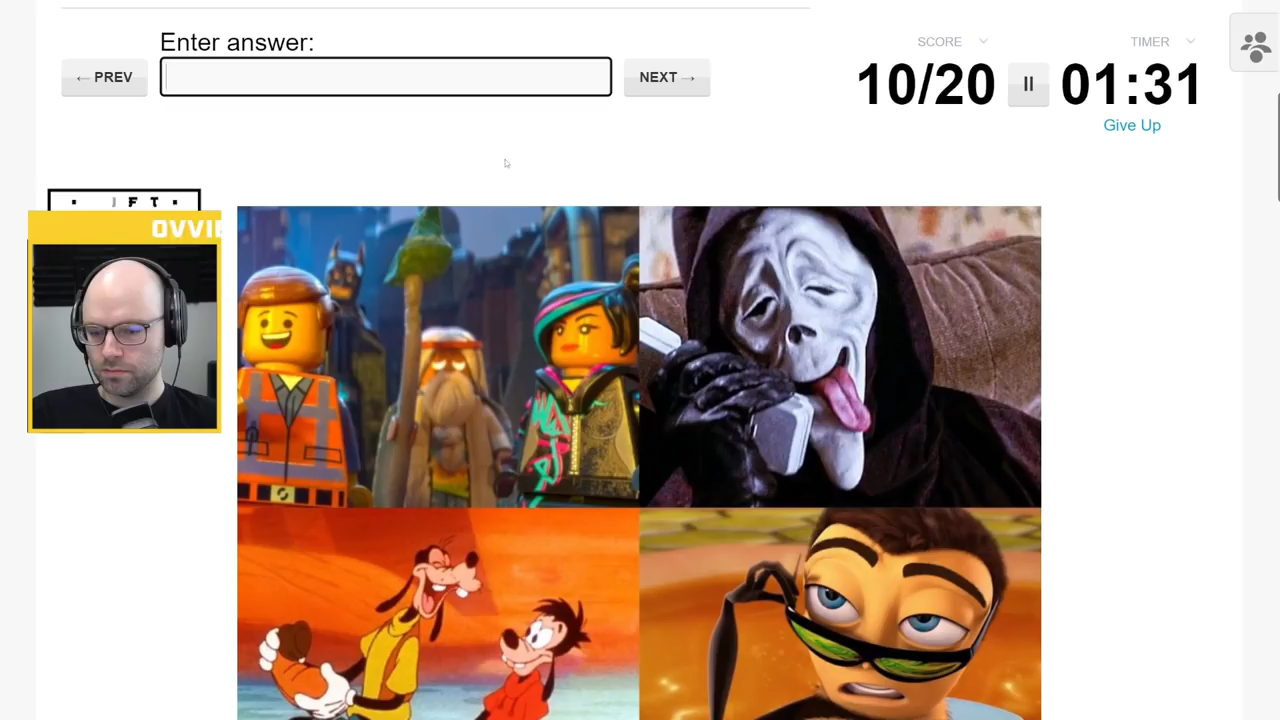 Enter answer:
← PREV
NEXT →
SCORE
TIMER
10/20
01:31
Give Up